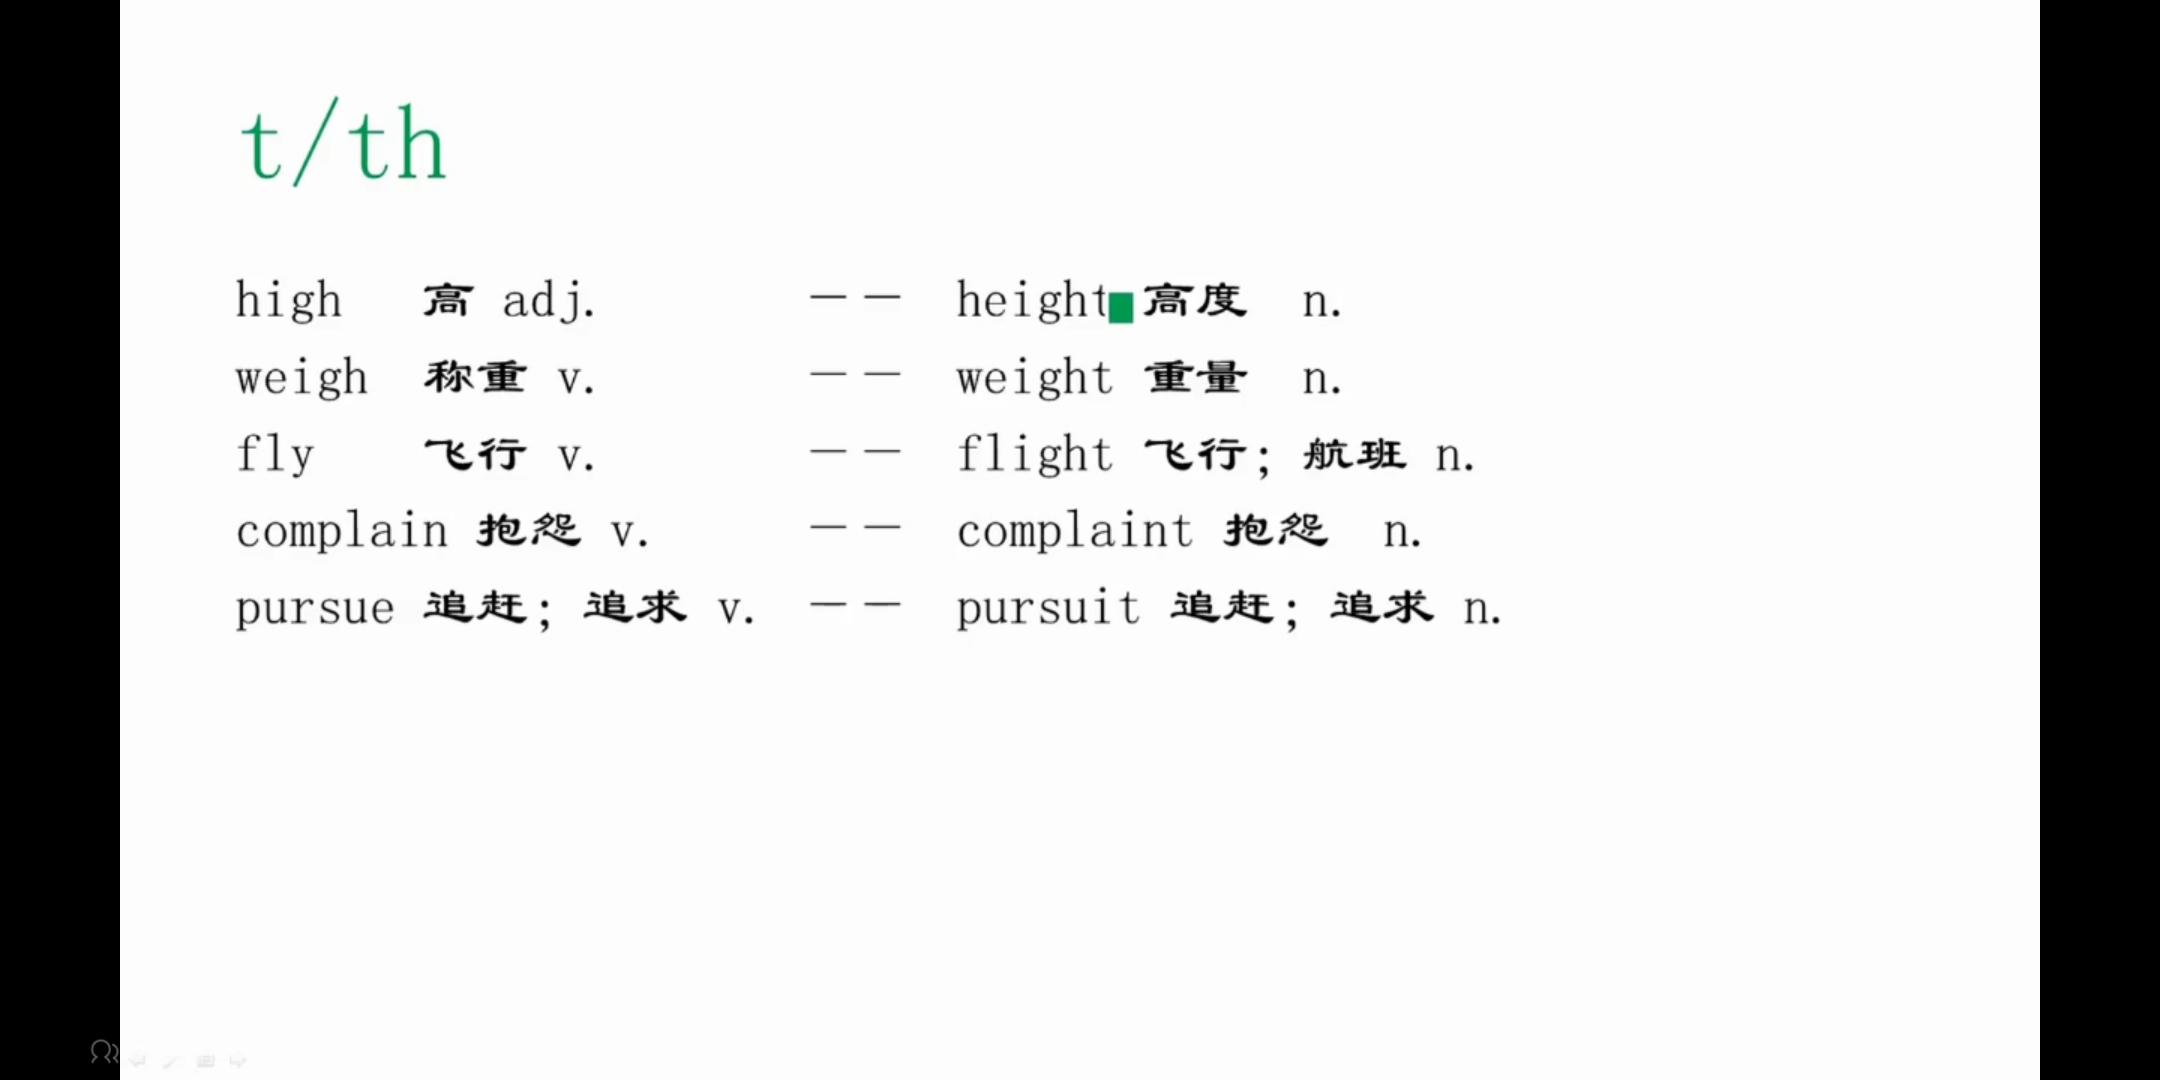 t/th
high 高 adj. —— height 高度 n.
weigh 称重 v. —— weight 重量 n.
fly 飞行 v. —— flight 飞行；航班 n.
complain 抱怨 v. —— complaint 抱怨 n.
pursue 追赶；追求 v. —— pursuit 追赶；追求 n.